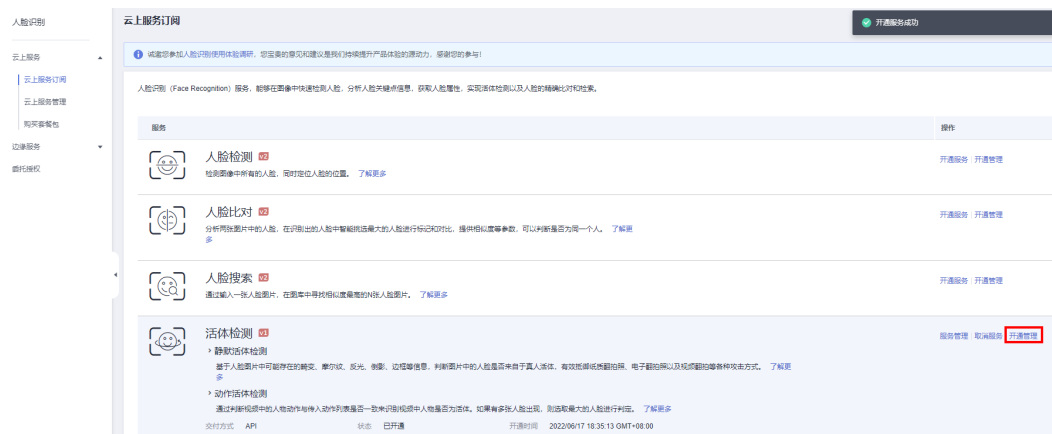 人脸识别
云上服务订阅
开通服务成功
云上服务
云上服务订阅
云上服务管理
购买套餐包
边缘服务
委托授权
诚邀您参加人脸识别使用体验调研，您宝贵的意见和建议是我们持续提升产品体验的源动力，感谢您的参与！
人脸识别（Face Recognition）服务，能够在图像中快速检测人脸，分析人脸关键点信息，获取人脸属性，实现活体检测以及人脸的精确比对和检索。
服务 操作
人脸检测 v2
检测图像中所有的人脸，同时定位人脸的位置。 了解更多
开通服务 开通管理
人脸比对 v2
分析两张图片中的人脸，在识别出的人脸中智能挑选最大的人脸进行标记和对比，提供相似度等参数，可以判断是否为同一个人。 了解更
多
开通服务 开通管理
人脸搜索 v2
通过输入一张人脸图片，在图库中寻找相似度最高的N张人脸图片。 了解更多
开通服务 开通管理
活体检测 v1
服务管理 取消服务 开通管理
静默活体检测
基于人脸图片中可能存在的畸变、摩尔纹、反光、倒影、边框等信息，判断图片中的人脸是否来自于真人活体，有效抵御纸质翻拍照、电子翻拍照以及视频翻拍等各种攻击方式。 了解更
多
动作活体检测
通过判断视频中的人物动作与传入动作列表是否一致来识别视频中人物是否为活体。如果有多张人脸出现，则选取最大的人脸进行判定。 了解更多
交付方式 API 状态 已开通 开通时间 2022/06/17 18:35:13 GMT+08:00